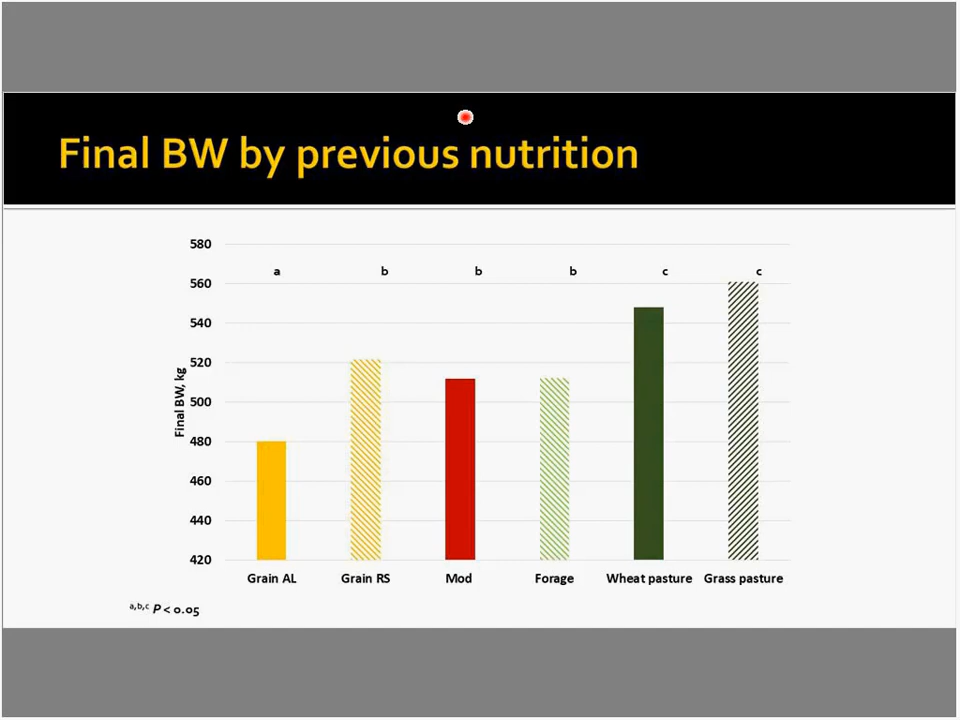 Final BW by previous nutrition
580
560
540
520
500
480
460
440
420
Final BW, kg
a b b b c c
Grain AL Grain RS Mod Forage Wheat pasture Grass pasture
a,b,c P < 0.05